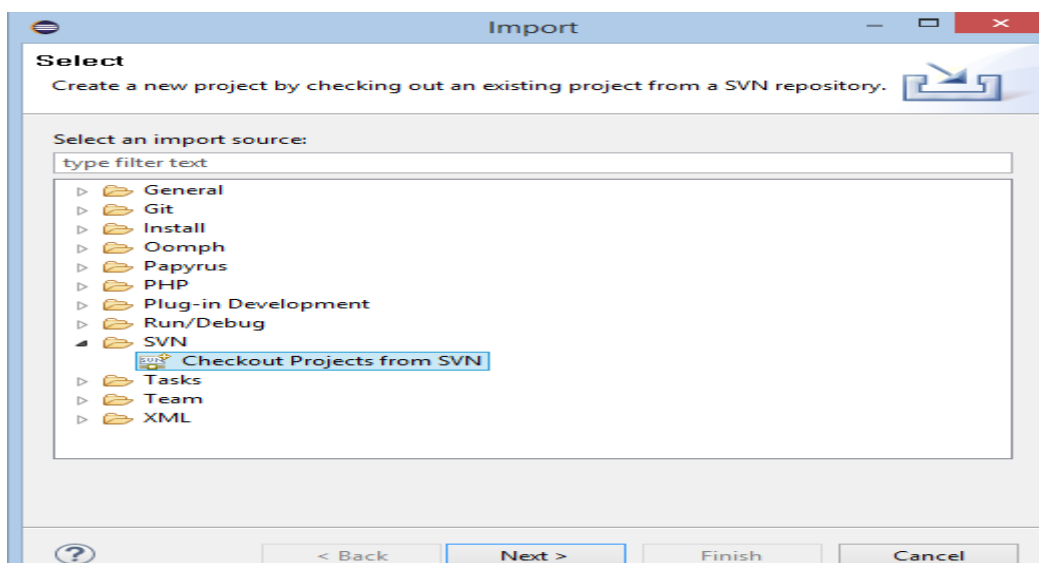 Import
Select
Create a new project by checking out an existing project from a SVN repository.
Select an import source:
type filter text
General
Git
Install
Oomph
Papyrus
PHP
Plug-in Development
Run/Debug
SVN
Checkout Projects from SVN
Tasks
Team
XML
? < Back Next > Finish Cancel